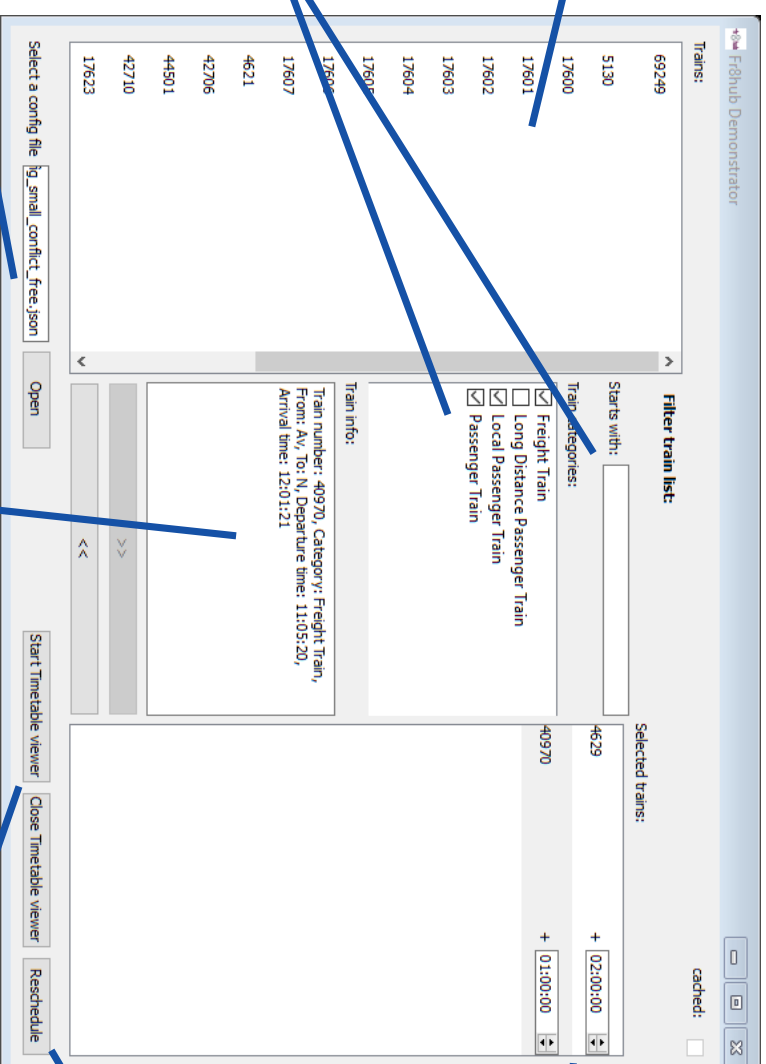 Fr8hub Demonstrator
Trains:
cached:
69249
5130
17600
17601
17602
17603
17604
17605
17606
17607
4621
42706
44501
42710
17623
Filter train list:
Starts with:
Train categories:
Freight Train
Long Distance Passenger Train
Local Passenger Train
Passenger Train
Train info:
Train number: 40970, Category: Freight Train,
From: Av, To: N, Departure time: 11:05:20,
Arrival time: 12:01:21
>>
<<
Selected trains:
4629 + 02:00:00
40970 + 01:00:00
Select a config file ig_small_conflict_free.json Open Start Timetable viewer Close Timetable viewer Reschedule